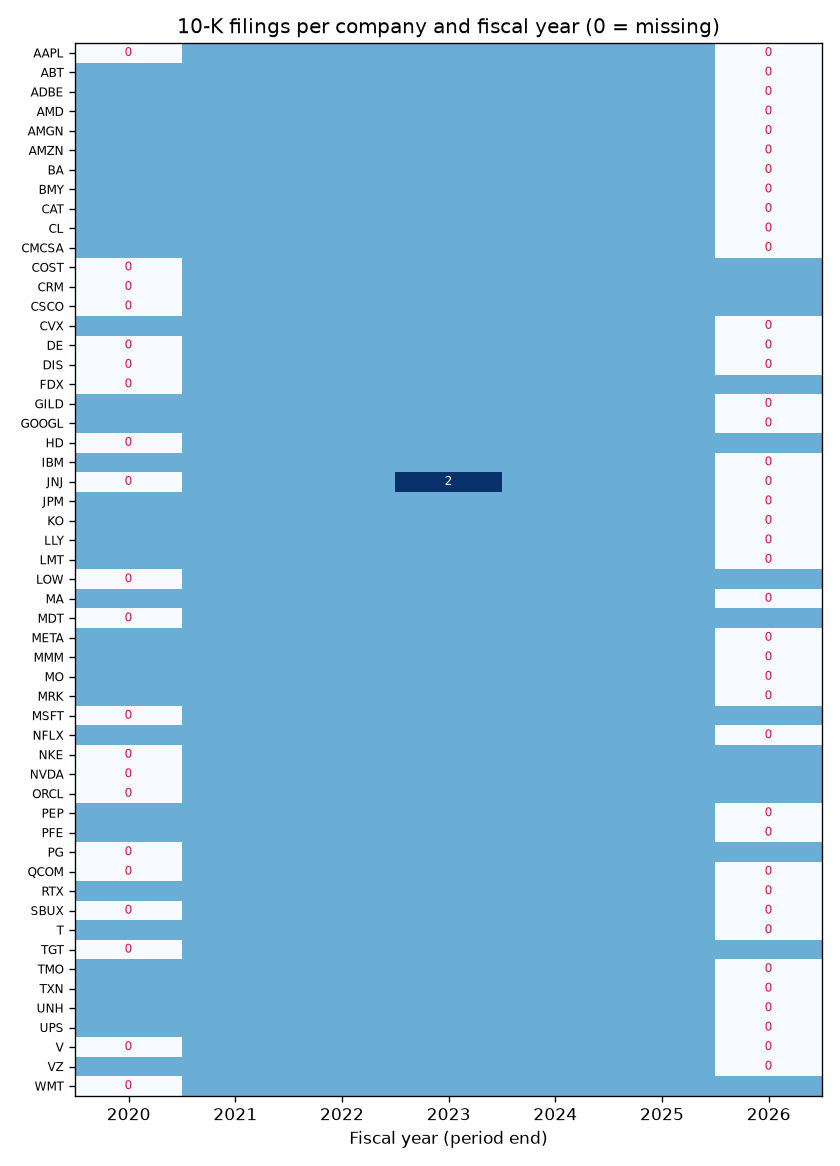 10-K filings per company and fiscal year (0 = missing)
AAPL 0 0
ABT 0
ADBE 0
AMD 0
AMGN 0
AMZN 0
BA 0
BMY 0
CAT 0
CL 0
CMCSA 0
COST 0
CRM 0
CSCO 0
CVX 0
DE 0 0
DIS 0 0
FDX 0
GILD 0
GOOGL 0
HD 0
IBM 0
JNJ 0 2 0
JPM 0
KO 0
LLY 0
LMT 0
LOW 0
MA 0
MDT 0
META 0
MMM 0
MO 0
MRK 0
MSFT 0
NFLX 0
NKE 0
NVDA 0
ORCL 0
PEP 0
PFE 0
PG 0
QCOM 0 0
RTX 0
SBUX 0 0
T 0
TGT 0
TMO 0
TXN 0
UNH 0
UPS 0
V 0 0
VZ 0
WMT 0
2020 2021 2022 2023 2024 2025 2026
Fiscal year (period end)